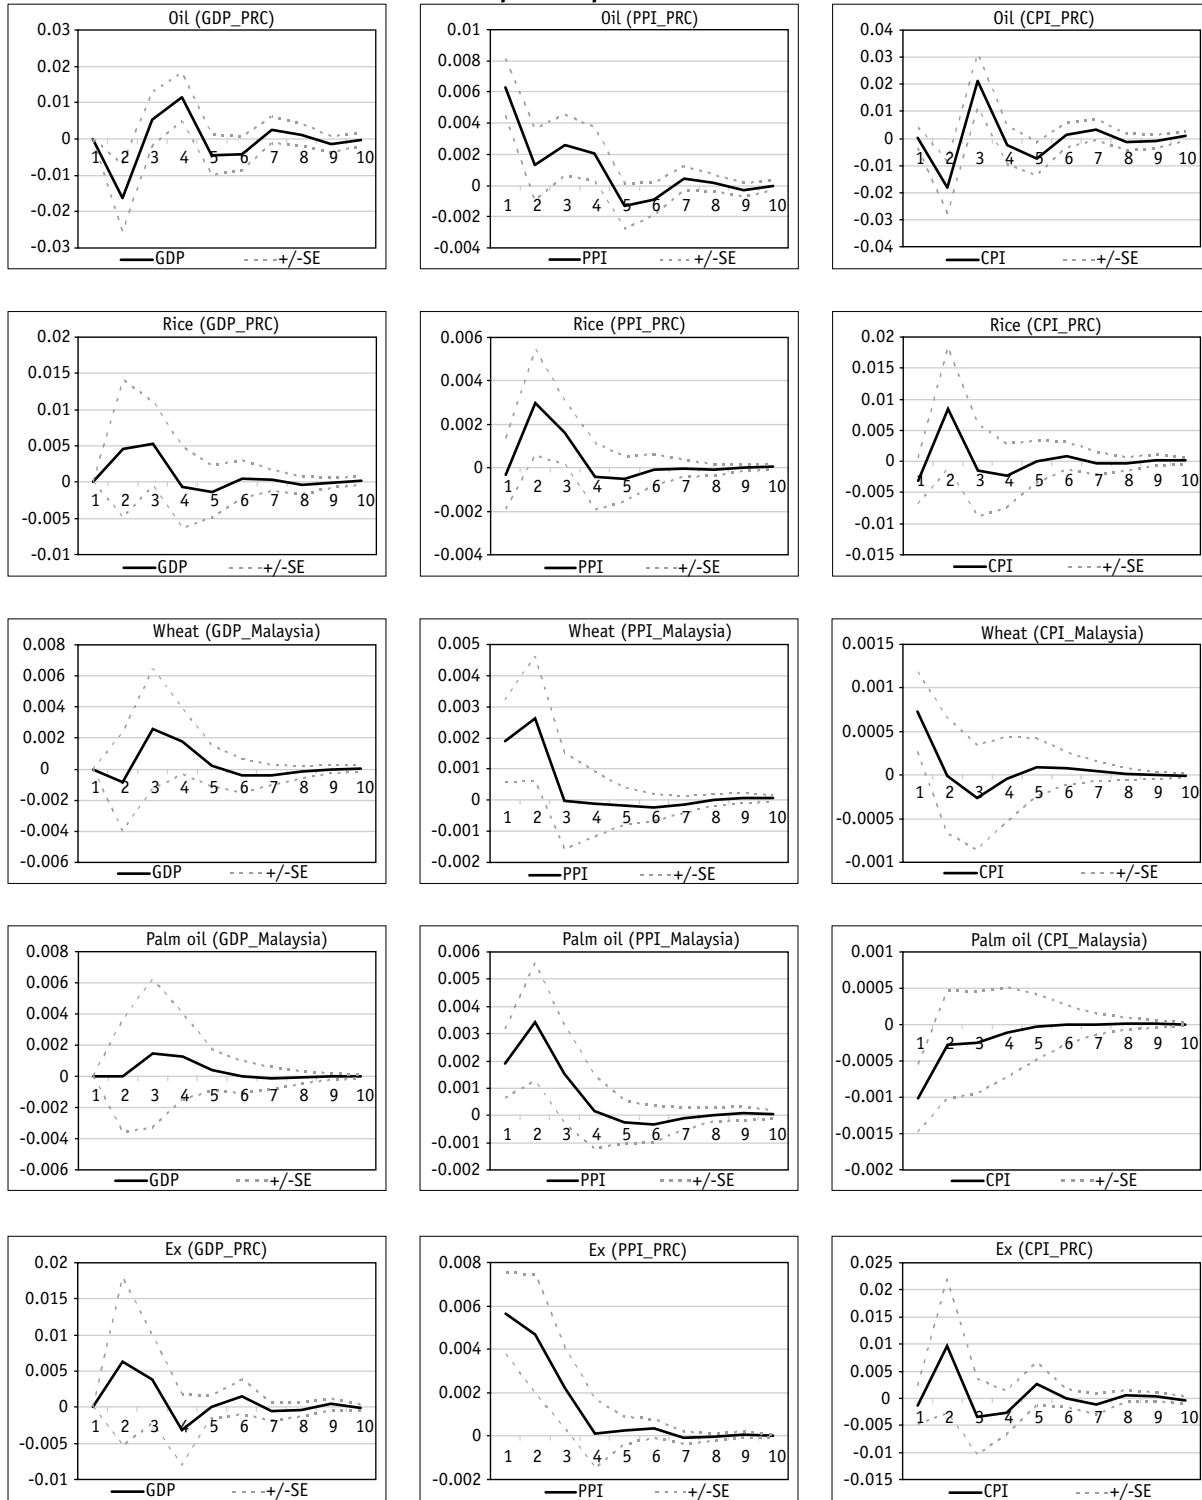 Oil (GDP_PRC)
0.03
0.02
0.01
0
-0.01
-0.02
-0.03
1 2 3 4 5 6 7 8 9 10
GDP +/-SE
Oil (PPI_PRC)
0.01
0.008
0.006
0.004
0.002
0
-0.002
-0.004
1 2 3 4 5 6 7 8 9 10
PPI +/-SE
Oil (CPI_PRC)
0.04
0.03
0.02
0.01
0
-0.01
-0.02
-0.03
-0.04
1 2 3 4 5 6 7 8 9 10
CPI +/-SE
Rice (GDP_PRC)
0.02
0.015
0.01
0.005
0
-0.005
-0.01
1 2 3 4 5 6 7 8 9 10
GDP +/-SE
Rice (PPI_PRC)
0.006
0.004
0.002
0
-0.002
-0.004
1 2 3 4 5 6 7 8 9 10
PPI +/-SE
Rice (CPI_PRC)
0.02
0.015
0.01
0.005
0
-0.005
-0.01
-0.015
1 2 3 4 5 6 7 8 9 10
CPI +/-SE
Wheat (GDP_Malaysia)
0.008
0.006
0.004
0.002
0
-0.002
-0.004
-0.006
1 2 3 4 5 6 7 8 9 10
GDP +/-SE
Wheat (PPI_Malaysia)
0.005
0.004
0.003
0.002
0.001
0
-0.001
-0.002
1 2 3 4 5 6 7 8 9 10
PPI +/-SE
Wheat (CPI_Malaysia)
0.0015
0.001
0.0005
0
-0.0005
-0.001
1 2 3 4 5 6 7 8 9 10
CPI +/-SE
Palm oil (GDP_Malaysia)
0.008
0.006
0.004
0.002
0
-0.002
-0.004
-0.006
1 2 3 4 5 6 7 8 9 10
GDP +/-SE
Palm oil (PPI_Malaysia)
0.006
0.005
0.004
0.003
0.002
0.001
0
-0.001
-0.002
1 2 3 4 5 6 7 8 9 10
PPI +/-SE
Palm oil (CPI_Malaysia)
0.001
0.0005
0
-0.0005
-0.001
-0.0015
-0.002
1 2 3 4 5 6 7 8 9 10
CPI +/-SE
Ex (GDP_PRC)
0.02
0.015
0.01
0.005
0
-0.005
-0.01
1 2 3 4 5 6 7 8 9 10
GDP +/-SE
Ex (PPI_PRC)
0.008
0.006
0.004
0.002
0
-0.002
1 2 3 4 5 6 7 8 9 10
PPI +/-SE
Ex (CPI_PRC)
0.025
0.02
0.015
0.01
0.005
0
-0.005
-0.01
-0.015
1 2 3 4 5 6 7 8 9 10
CPI +/-SE